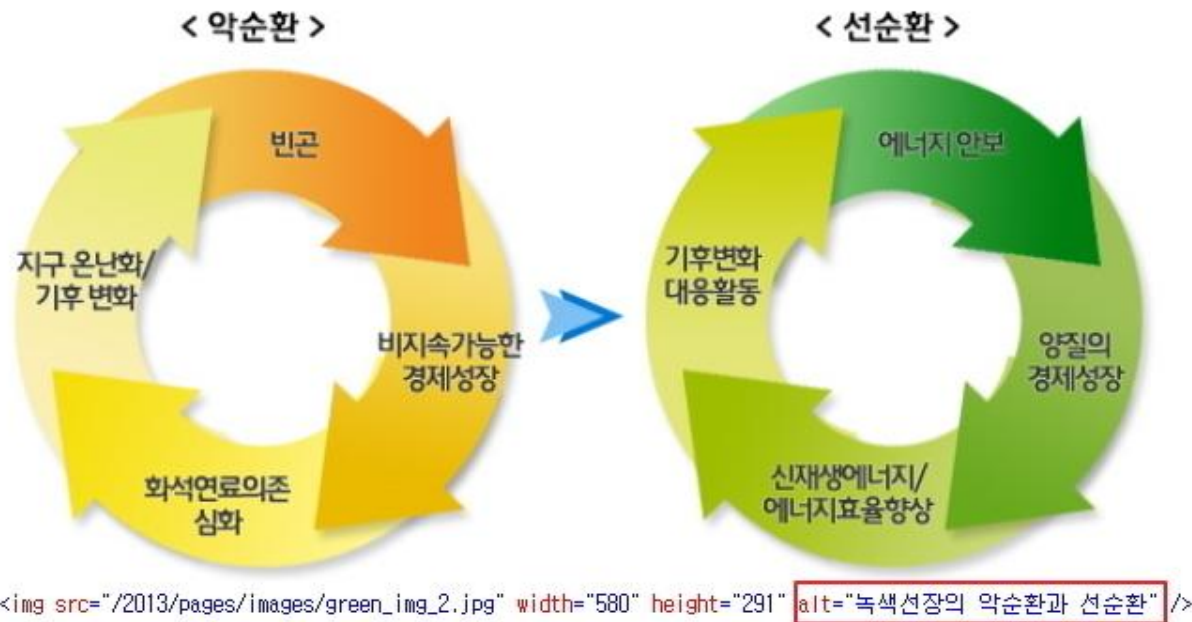 < 악순환 >
빈곤
비지속가능한
경제성장
화석연료의존
심화
지구 온난화/
기후 변화
< 선순환 >
에너지 안보
양질의
경제성장
신재생에너지/
에너지효율향상
기후변화
대응활동
<img src="/2013/pages/images/green_img_2.jpg" width="580" height="291" alt="녹색선장의 악순환과 선순환" />